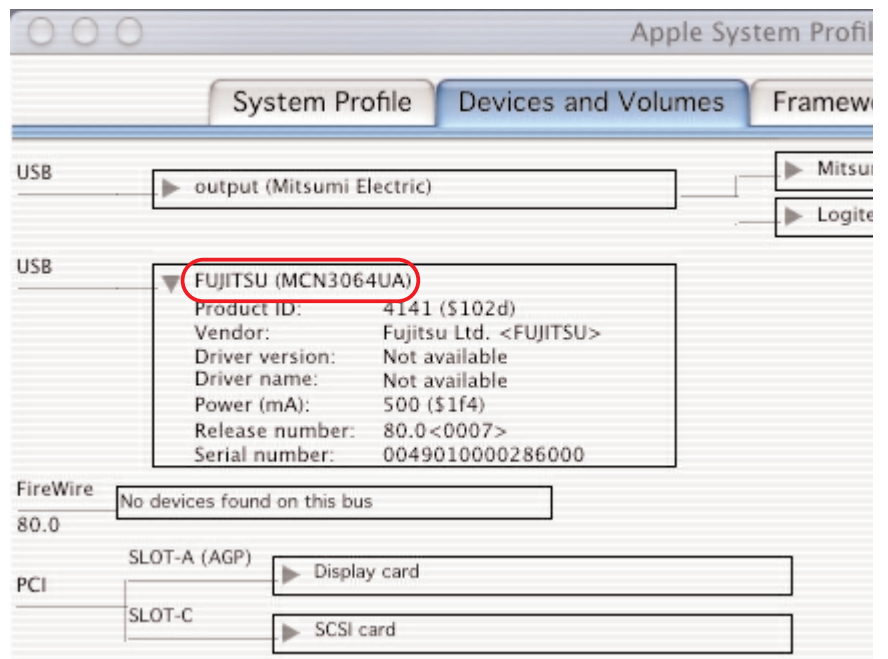 Apple System Profil
System Profile
Devices and Volumes
Framew
USB
output (Mitsumi Electric)
Mitsu
Logite
USB
FUJITSU (MCN3064UA)
Product ID: 4141 ($102d)
Vendor: Fujitsu Ltd. <FUJITSU>
Driver version: Not available
Driver name: Not available
Power (mA): 500 ($1f4)
Release number: 80.0<0007>
Serial number: 0049010000286000
FireWire
80.0
No devices found on this bus
PCI
SLOT-A (AGP)
Display card
SLOT-C
SCSI card